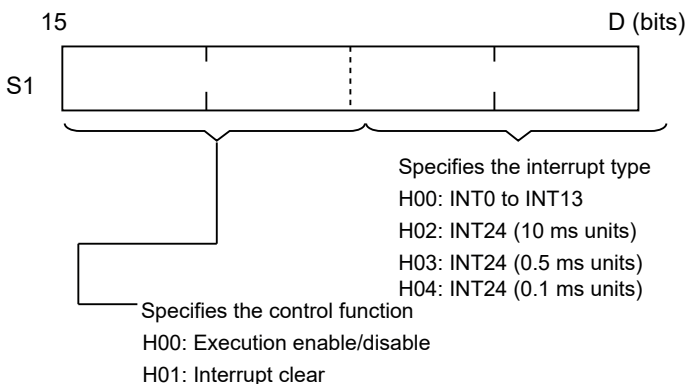 15 D (bits)
S1
Specifies the interrupt type
H00: INT0 to INT13
H02: INT24 (10 ms units)
H03: INT24 (0.5 ms units)
H04: INT24 (0.1 ms units)
Specifies the control function
H00: Execution enable/disable
H01: Interrupt clear